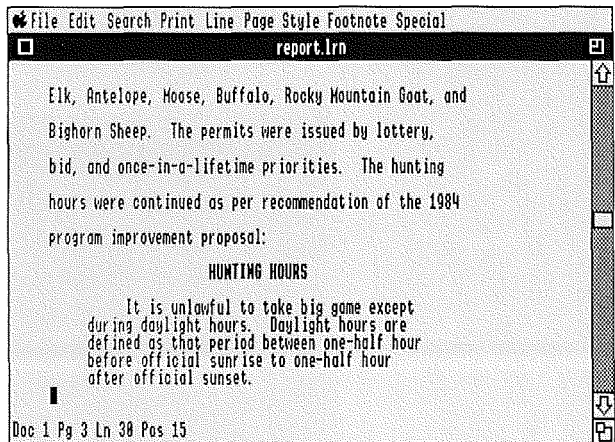 File Edit Search Print Line Page Style Footnote Special
report.lrn
Elk, Antelope, Moose, Buffalo, Rocky Mountain Goat, and
Bighorn Sheep. The permits were issued by lottery,
bid, and once-in-a-lifetime priorities. The hunting
hours were continued as per recommendation of the 1984
program improvement proposal:
HUNTING HOURS
It is unlawful to take big game except
during daylight hours. Daylight hours are
defined as that period between one-half hour
before official sunrise to one-half hour
after official sunset.
Doc 1 Pg 3 Ln 30 Pos 15